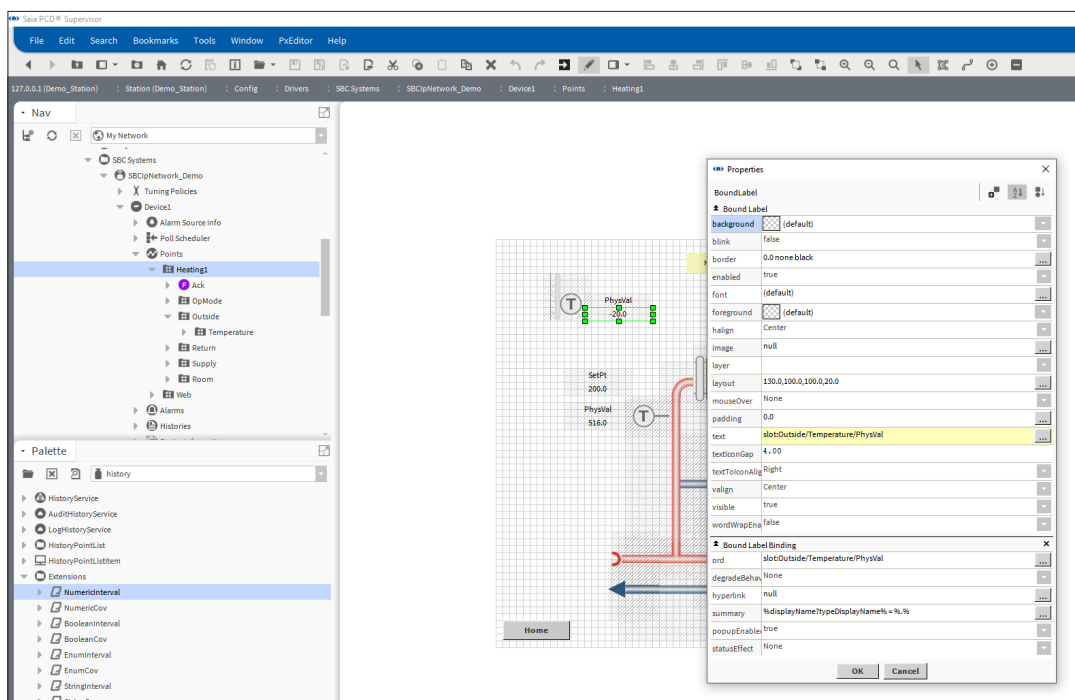 Saia PCD® Supervisor
File Edit Search Bookmarks Tools Window PxEditor Help
127.0.0.1 (Demo_Station) : Station (Demo_Station) : Config : Drivers : SBC Systems : SBCIpNetwork_Demo : Device1 : Points : Heating1
Nav
My Network
SBC Systems
SBCIpNetwork_Demo
Tuning Policies
Device1
Alarm Source Info
Poll Scheduler
Points
Heating1
Ack
OpMode
Outside
Temperature
Return
Supply
Room
Web
Alarms
Histories
Palette
history
HistoryService
AuditHistoryService
LogHistoryService
HistoryPointList
HistoryPointListItem
Extensions
NumericInterval
NumericCov
BooleanInterval
BooleanCov
EnumInterval
EnumCov
StringInterval
T
PhysVal
-20.0
SetPt
200.0
PhysVal
516.0
T
Home
Properties
BoundLabel
Bound Label
background (default)
blink false
border 0.0 none black
enabled true
font (default)
foreground (default)
halign Center
image null
layer
layout 130.0,100.0,100.0,20.0
mouseOver None
padding 0.0
text slot:Outside/Temperature/PhysVal
textIconGap 4.00
textToIconAlig Right
valign Center
visible true
wordWrapEna false
Bound Label Binding
ord slot:Outside/Temperature/PhysVal
degradeBehav None
hyperlink null
summary %displayName?typeDisplayName% = %.%
popupEnable true
statusEffect None
OK Cancel